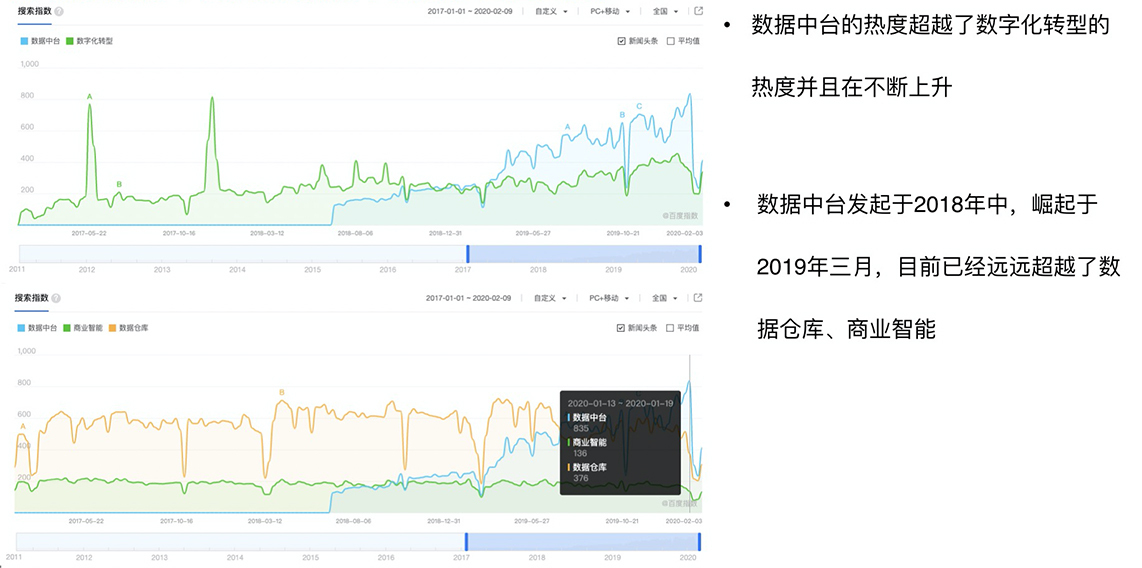 搜索指数 ?
2017-01-01 ~ 2020-02-09 自定义 PC+移动 全国
数据中台 数字化转型
新闻头条 平均值
1,000
800
600
400
200
A
B
A
B
C
@百度指数
2017-05-22 2017-10-16 2018-03-12 2018-08-06 2018-12-31 2019-05-27 2019-10-21 2020-02-03
2011 2012 2013 2014 2015 2016 2017 2018 2019 2020
搜索指数 ?
2017-01-01 ~ 2020-02-09 自定义 PC+移动 全国
数据中台 商业智能 数据仓库
新闻头条 平均值
1,000
800
600
400
200
A
B
C
2020-01-13 ~ 2020-01-19
数据中台
835
商业智能
136
数据仓库
376
@百度指数
2017-05-22 2017-10-16 2018-03-12 2018-08-06 2018-12-31 2019-05-27 2019-10-21 2020-02-03
2011 2012 2013 2014 2015 2016 2017 2018 2019 2020
• 数据中台的热度超越了数字化转型的
热度并且在不断上升
• 数据中台发起于2018年中，崛起于
2019年三月，目前已经远远超越了数
据仓库、商业智能